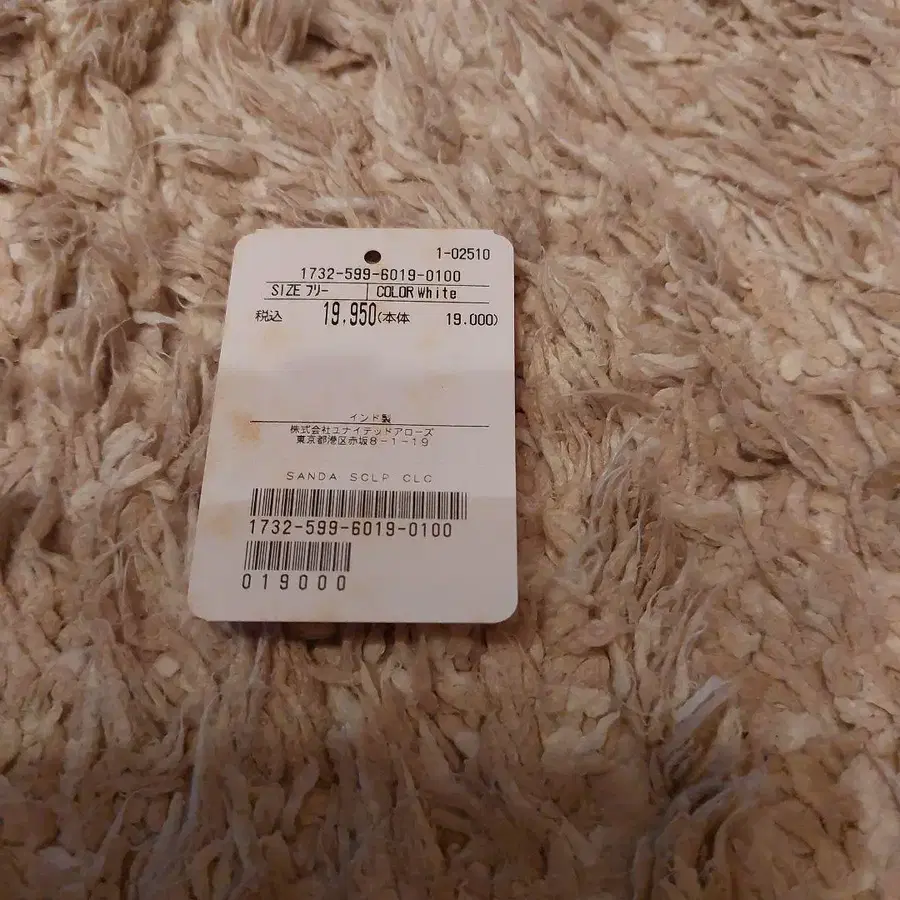 1-02510
1732-599-6019-0100
SIZE フリー COLOR White
税込 19,950(本体 19.000)
インド製
株式会社ユナイテッドアローズ
東京都港区赤坂8-1-19
SANDA SCLP CLC
1732-599-6019-0100
019000